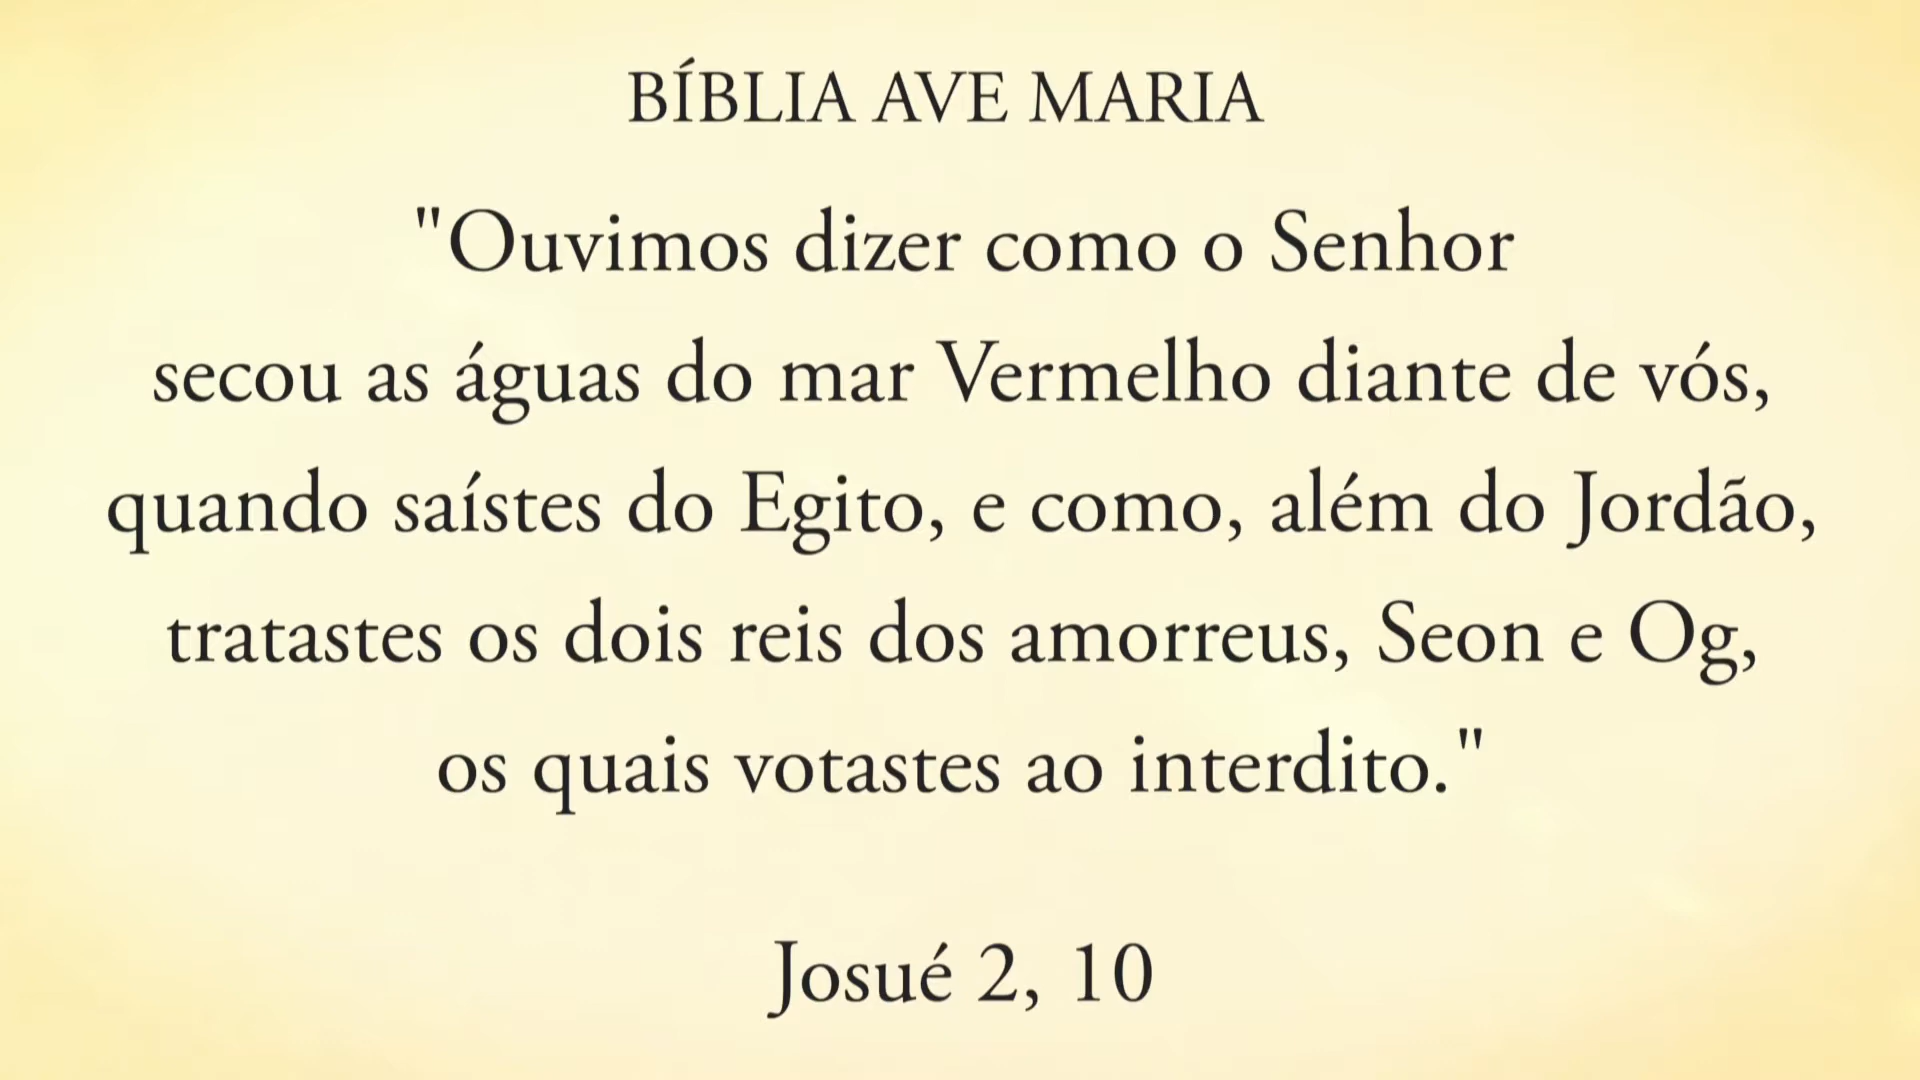 BÍBLIA AVE MARIA
"Ouvimos dizer como o Senhor
secou as águas do mar Vermelho diante de vós,
quando saístes do Egito, e como, além do Jordão,
tratastes os dois reis dos amorreus, Seon e Og,
os quais votastes ao interdito."
Josué 2, 10